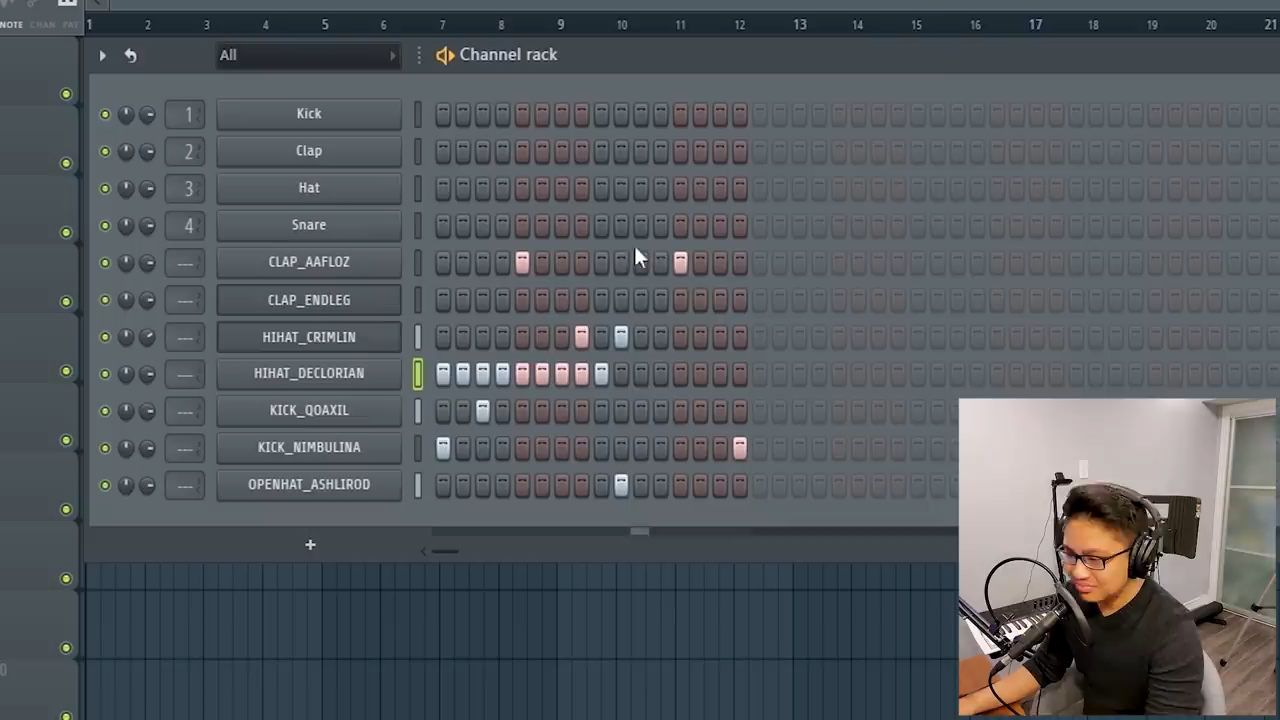 NOTE CHAN PAT
1 2 3 4 5 6 7 8 9 10 11 12 13 14 15 16 17 18 19 20 21
All
Channel rack
1 Kick
2 Clap
3 Hat
4 Snare
--- CLAP_AAFLOZ
--- CLAP_ENDLEG
--- HIHAT_CRIMLIN
--- HIHAT_DECLORIAN
--- KICK_QOAXIL
--- KICK_NIMBULINA
--- OPENHAT_ASHLIROD
+